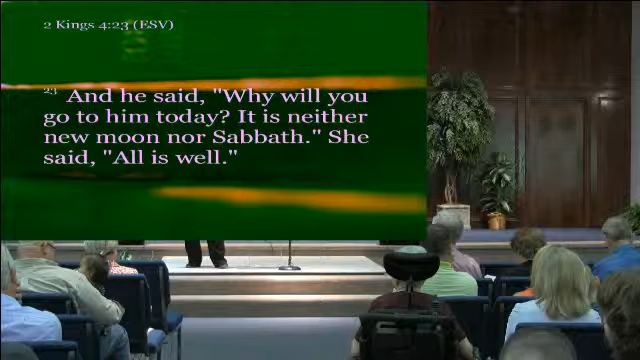 2 Kings 4:23 (ESV)
23 And he said, "Why will you
go to him today? It is neither
new moon nor Sabbath." She
said, "All is well."